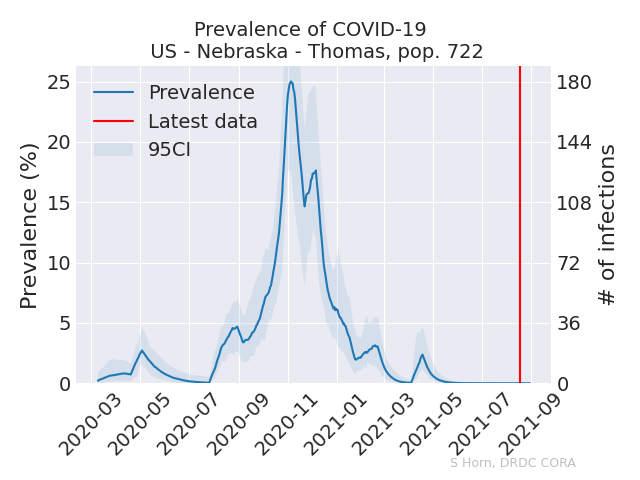 Prevalence of COVID-19
US - Nebraska - Thomas, pop. 722
Prevalence
Latest data
95CI
Prevalence (%)
25
20
15
10
5
0
180
144
108
72
36
0
# of infections
2020-03
2020-05
2020-07
2020-09
2020-11
2021-01
2021-03
2021-05
2021-07
2021-09
S Horn, DRDC CORA